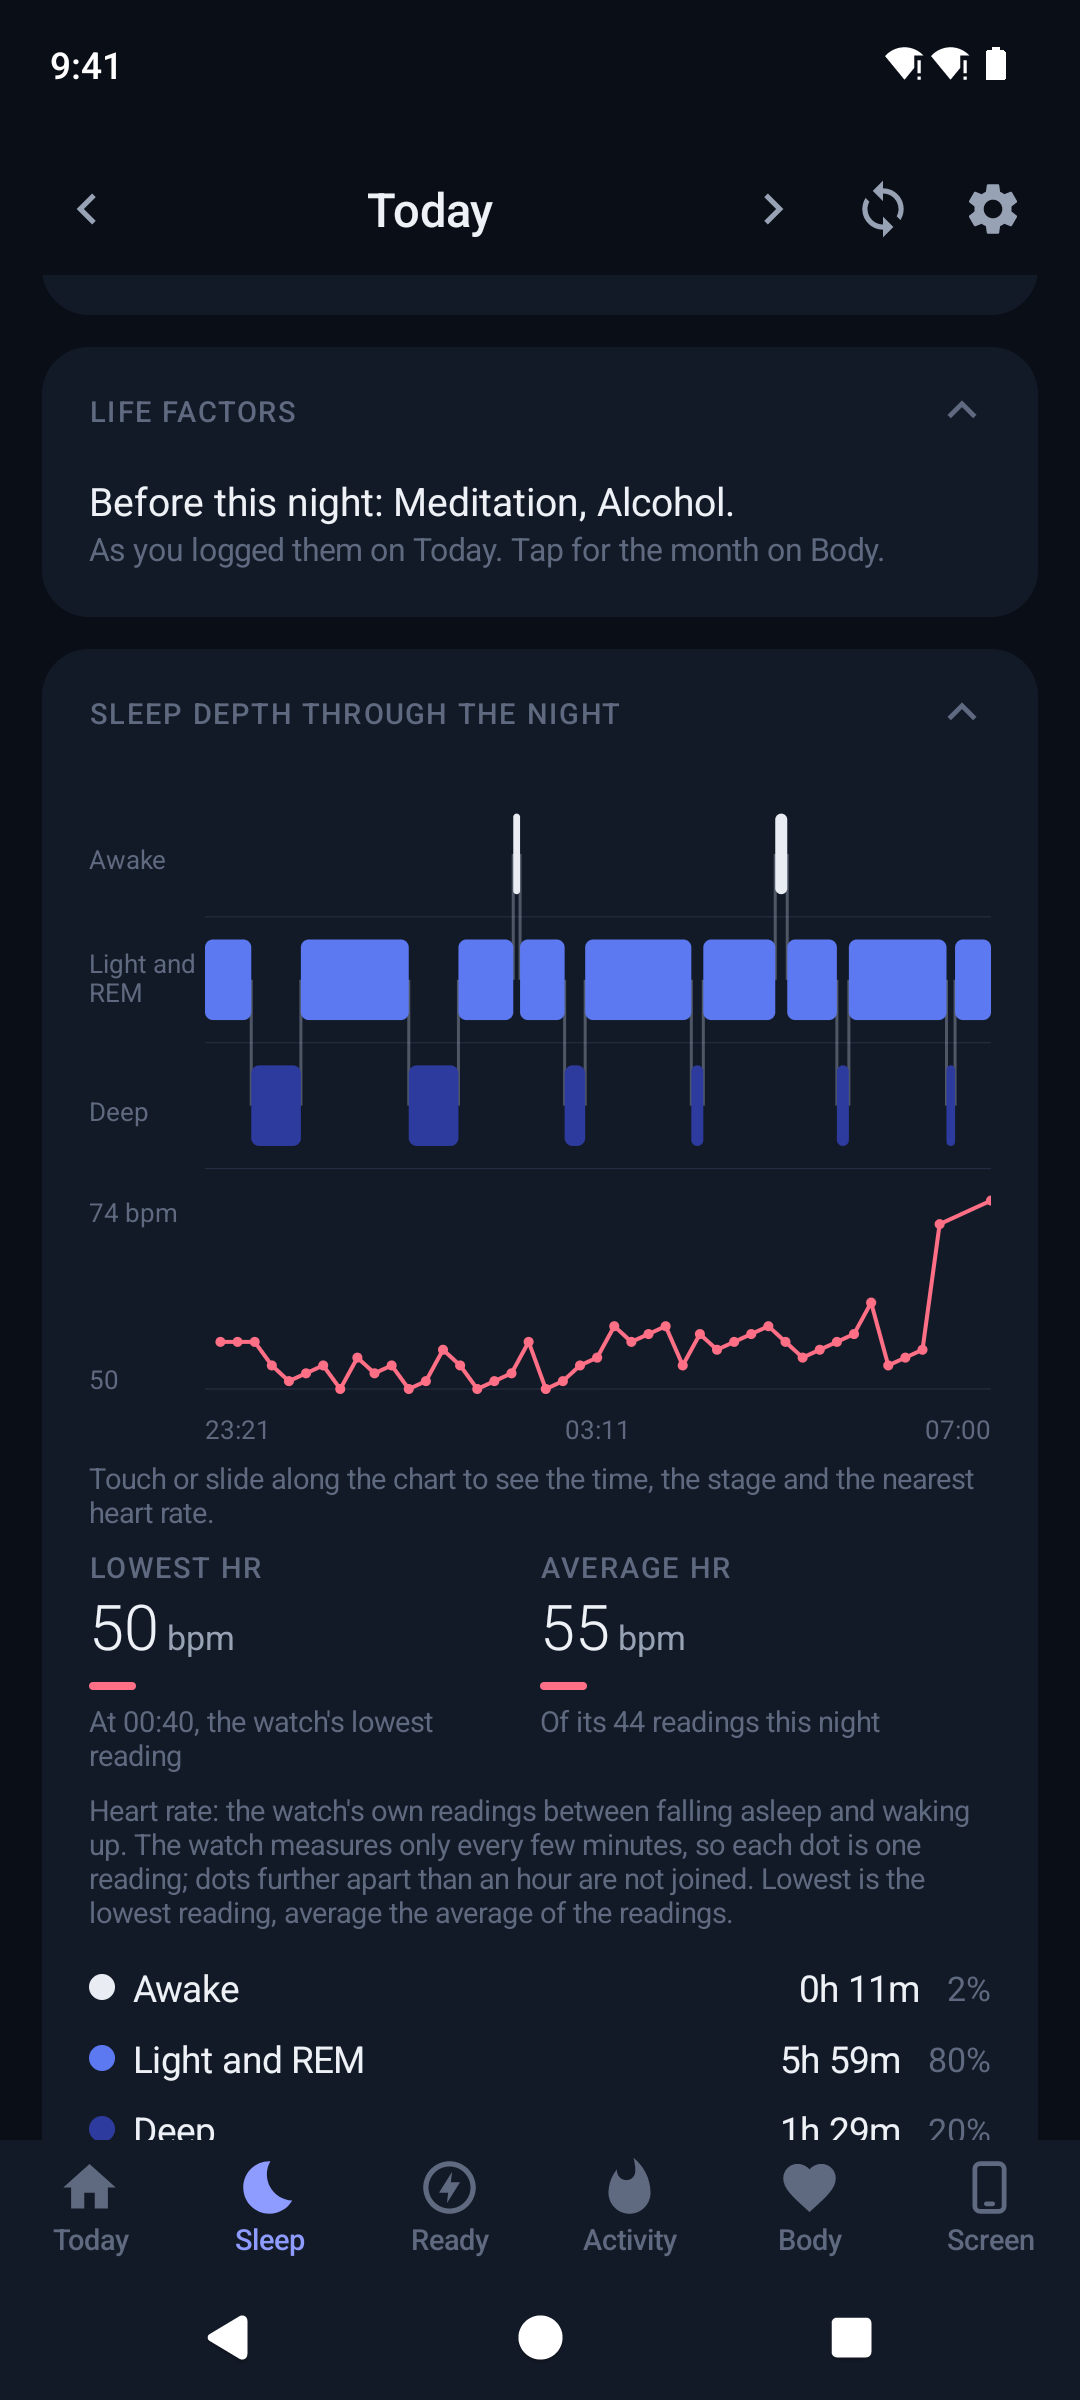 9:41
Today
LIFE FACTORS
Before this night: Meditation, Alcohol.
As you logged them on Today. Tap for the month on Body.
SLEEP DEPTH THROUGH THE NIGHT
Awake
Light and
REM
Deep
74 bpm
50
23:21 03:11 07:00
Touch or slide along the chart to see the time, the stage and the nearest
heart rate.
LOWEST HR AVERAGE HR
50 bpm 55 bpm
At 00:40, the watch's lowest
reading
Of its 44 readings this night
Heart rate: the watch's own readings between falling asleep and waking
up. The watch measures only every few minutes, so each dot is one
reading; dots further apart than an hour are not joined. Lowest is the
lowest reading, average the average of the readings.
Awake 0h 11m 2%
Light and REM 5h 59m 80%
Deep 1h 29m 20%
Today Sleep Ready Activity Body Screen